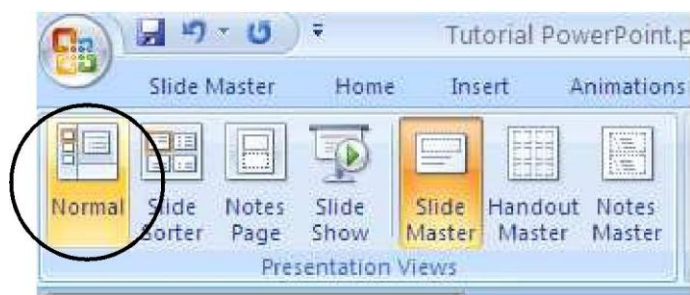 Tutorial PowerPoint.p
Slide Master Home Insert Animations
Normal Slide Sorter Notes Page Slide Show Slide Master Handout Master Notes Master
Presentation Views